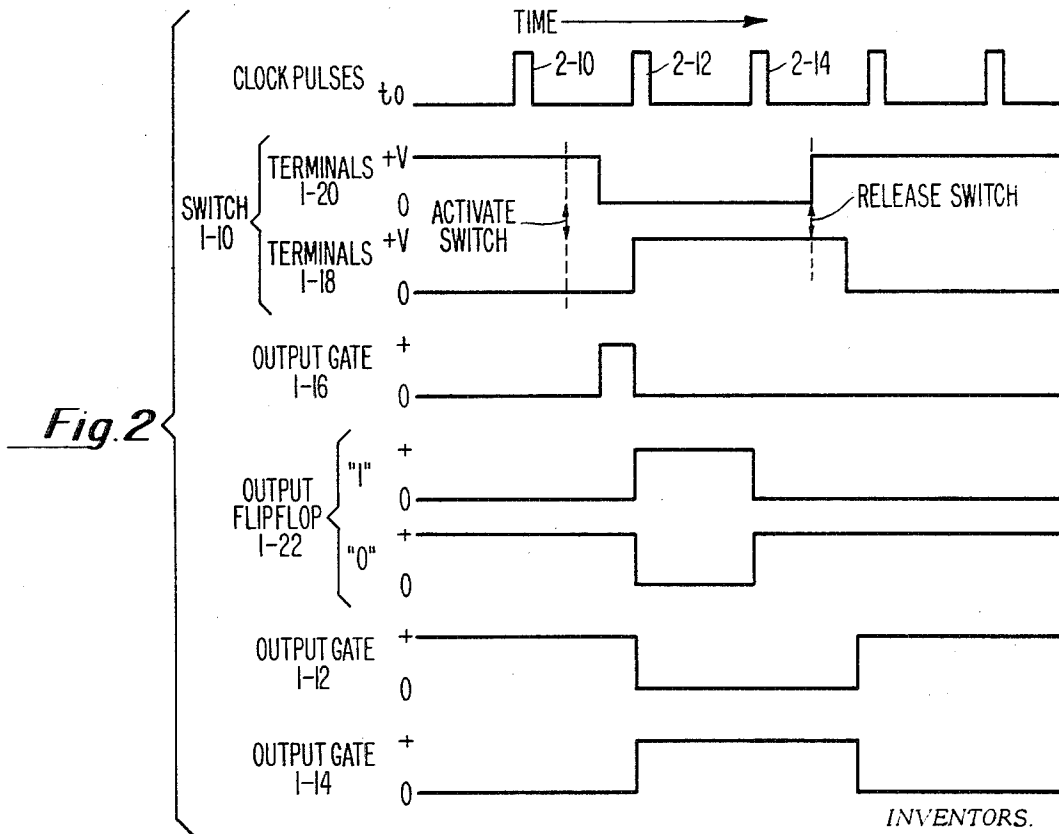 TIME
CLOCK PULSES
t0
2-10
2-12
2-14
SWITCH
1-10
TERMINALS
1-20
+V
0
ACTIVATE
SWITCH
RELEASE SWITCH
TERMINALS
1-18
+V
0
OUTPUT GATE
1-16
+
0
Fig. 2
OUTPUT
FLIPFLOP
1-22
"1"
+
0
"0"
+
0
OUTPUT GATE
1-12
+
0
OUTPUT GATE
1-14
+
0
INVENTORS.